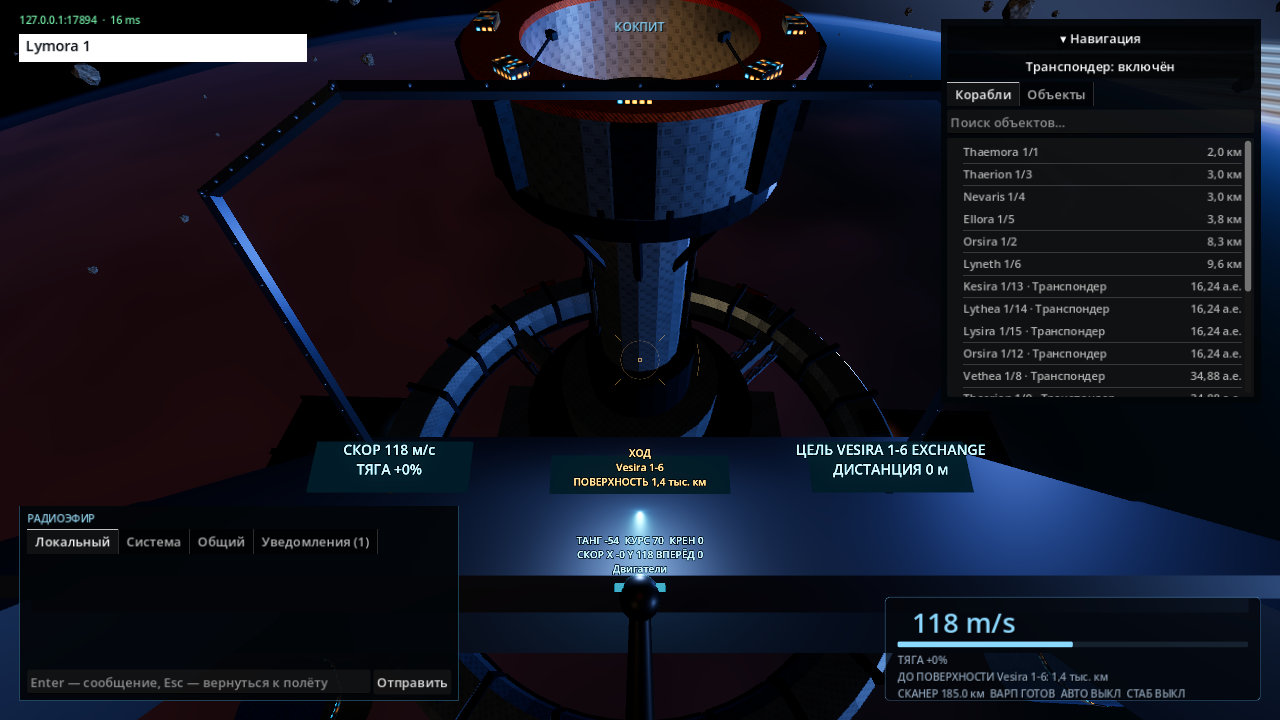 127.0.0.1:17894 · 16 ms
Lymora 1
КОКПИТ
▾ Навигация
Транспондер: включён
Корабли
Объекты
Поиск объектов...
Thaemora 1/1 2,0 км
Thaerion 1/3 3,0 км
Nevaris 1/4 3,0 км
Ellora 1/5 3,8 км
Orsira 1/2 8,3 км
Lyneth 1/6 9,6 км
Kesira 1/13 · Транспондер 16,24 а.е.
Lythea 1/14 · Транспондер 16,24 а.е.
Lysira 1/15 · Транспондер 16,24 а.е.
Orsira 1/12 · Транспондер 16,24 а.е.
Vethea 1/8 · Транспондер 34,88 а.е.
СКОР 118 м/с
ТЯГА +0%
ХОД
Vesira 1-6
ПОВЕРХНОСТЬ 1,4 тыс. км
ЦЕЛЬ VESIRA 1-6 EXCHANGE
ДИСТАНЦИЯ 0 м
ТАНГ -54 КУРС 70 КРЕН 0
СКОР X -0 Y 118 ВПЕРЁД 0
Двигатели
РАДИОЭФИР
Локальный
Система
Общий
Уведомления (1)
Enter — сообщение, Esc — вернуться к полёту
Отправить
118 m/s
ТЯГА +0%
ДО ПОВЕРХНОСТИ Vesira 1-6: 1,4 тыс. км
СКАНЕР 185.0 км ВАРП ГОТОВ АВТО ВЫКЛ СТАБ ВЫКЛ